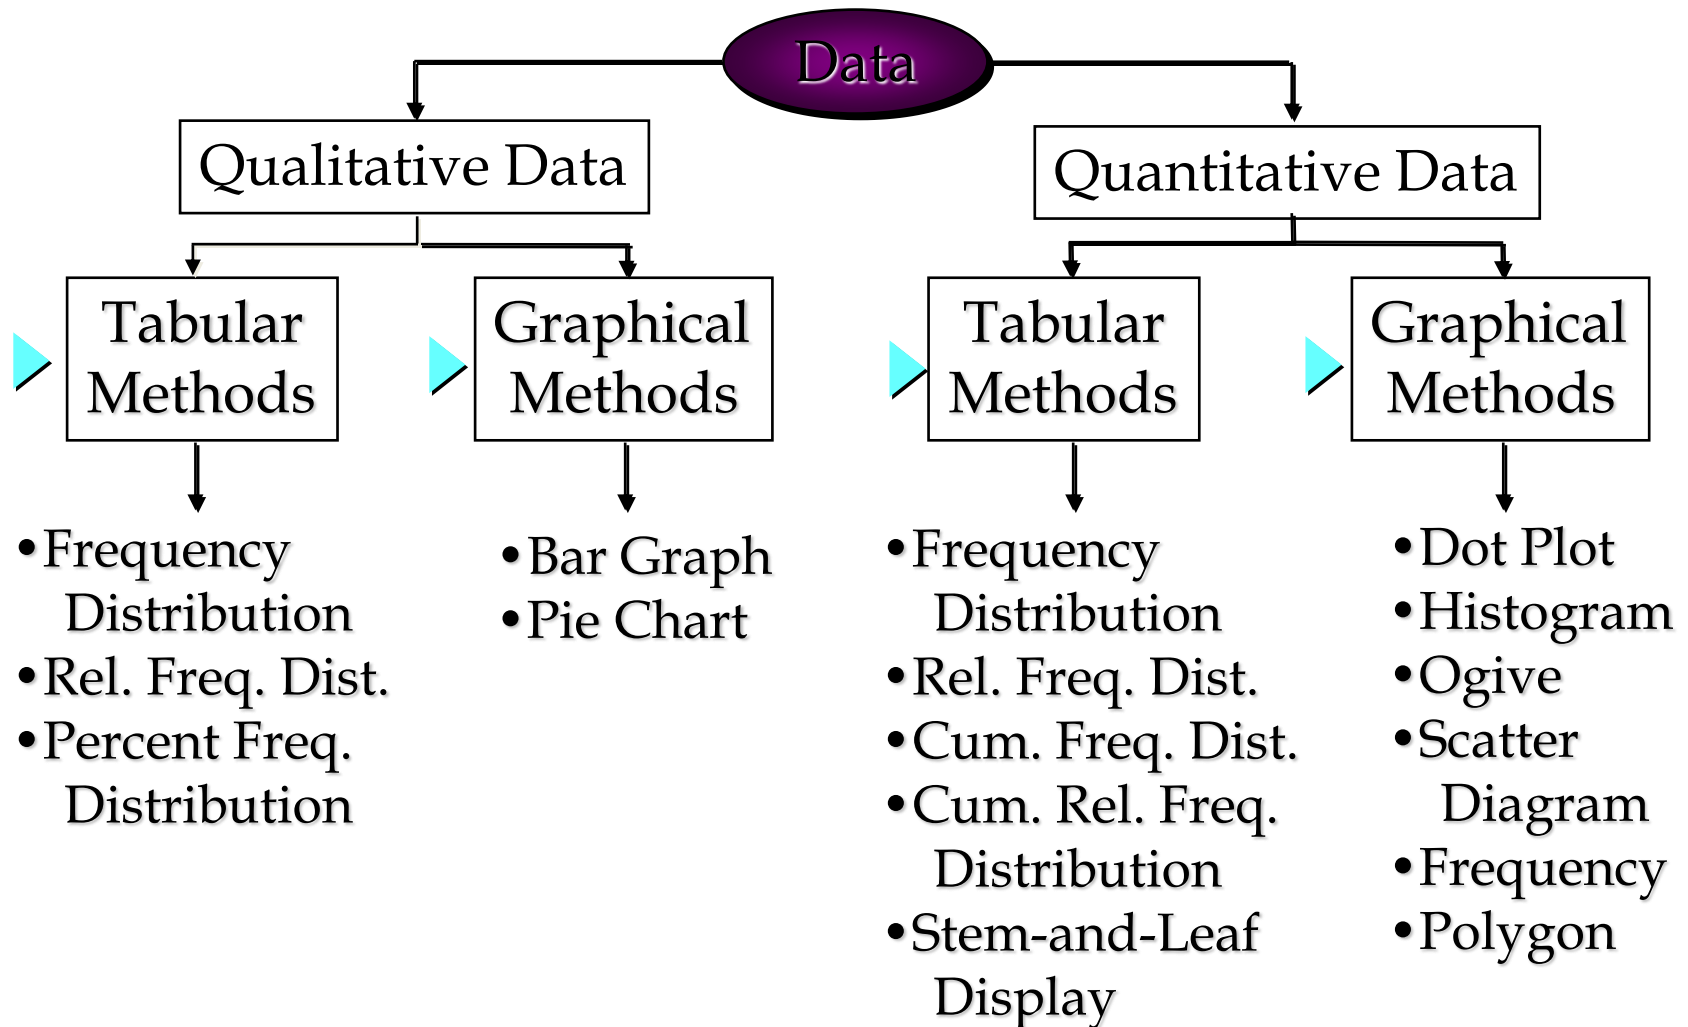 Data
Qualitative Data
Quantitative Data
Tabular
Methods
Graphical
Methods
Tabular
Methods
Graphical
Methods
•Frequency
Distribution
•Rel. Freq. Dist.
•Percent Freq.
Distribution
•Bar Graph
•Pie Chart
•Frequency
Distribution
•Rel. Freq. Dist.
•Cum. Freq. Dist.
•Cum. Rel. Freq.
Distribution
•Stem-and-Leaf
Display
•Dot Plot
•Histogram
•Ogive
•Scatter
Diagram
•Frequency
•Polygon